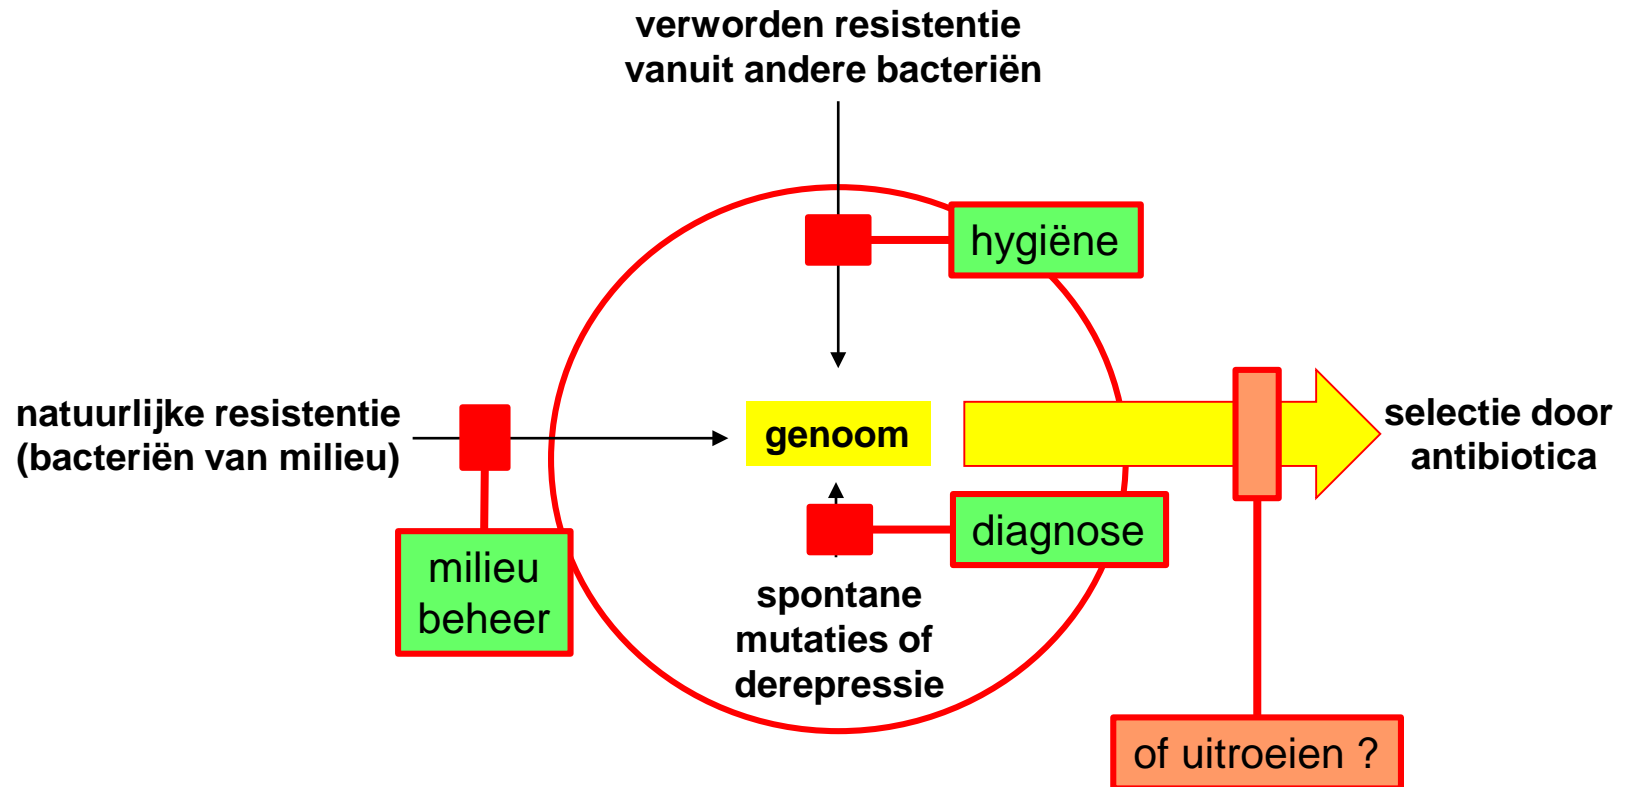 verworden resistentie
vanuit andere bacteriën
hygiëne
natuurlijke resistentie
(bacteriën van milieu)
genoom
selectie door
antibiotica
diagnose
milieu
beheer
spontane
mutaties of
derepressie
of uitroeien ?